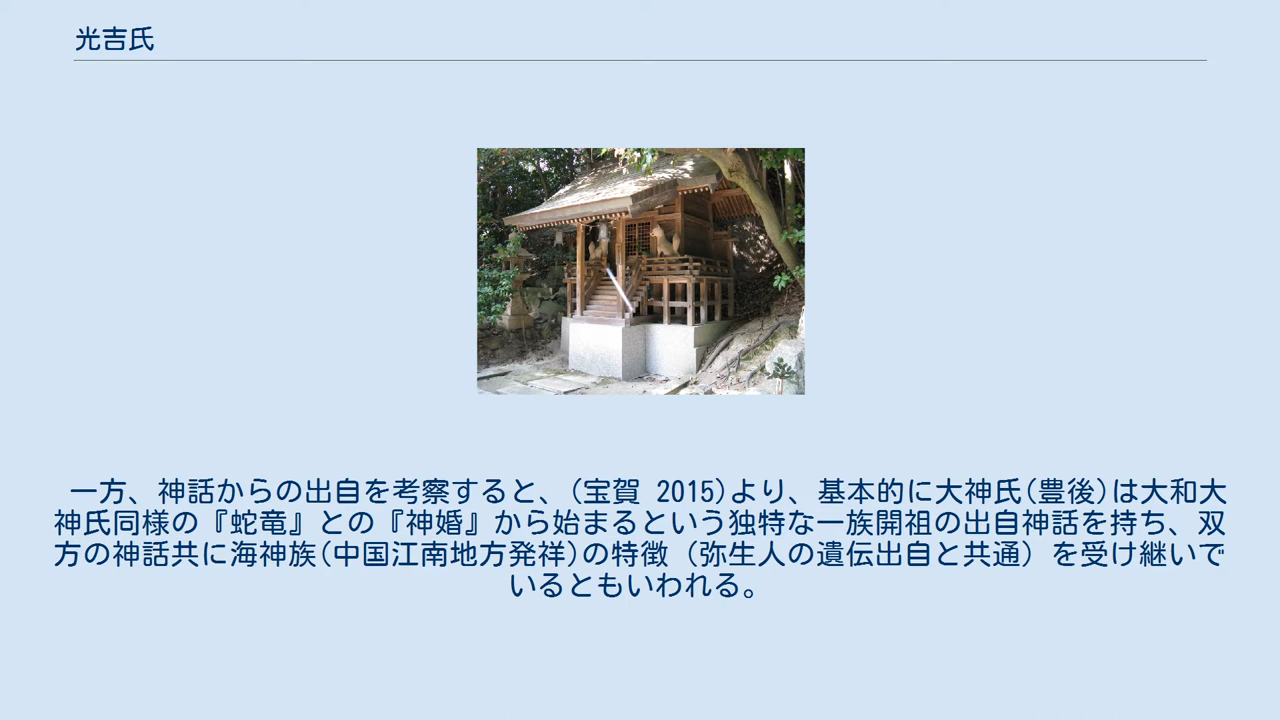 光吉氏
一方、神話からの出自を考察すると、(宝賀 2015)より、基本的に大神氏(豊後)は大和大
神氏同様の『蛇竜』との『神婚』から始まるという独特な一族開祖の出自神話を持ち、双
方の神話共に海神族(中国江南地方発祥)の特徴（弥生人の遺伝出自と共通）を受け継いで
いるともいわれる。